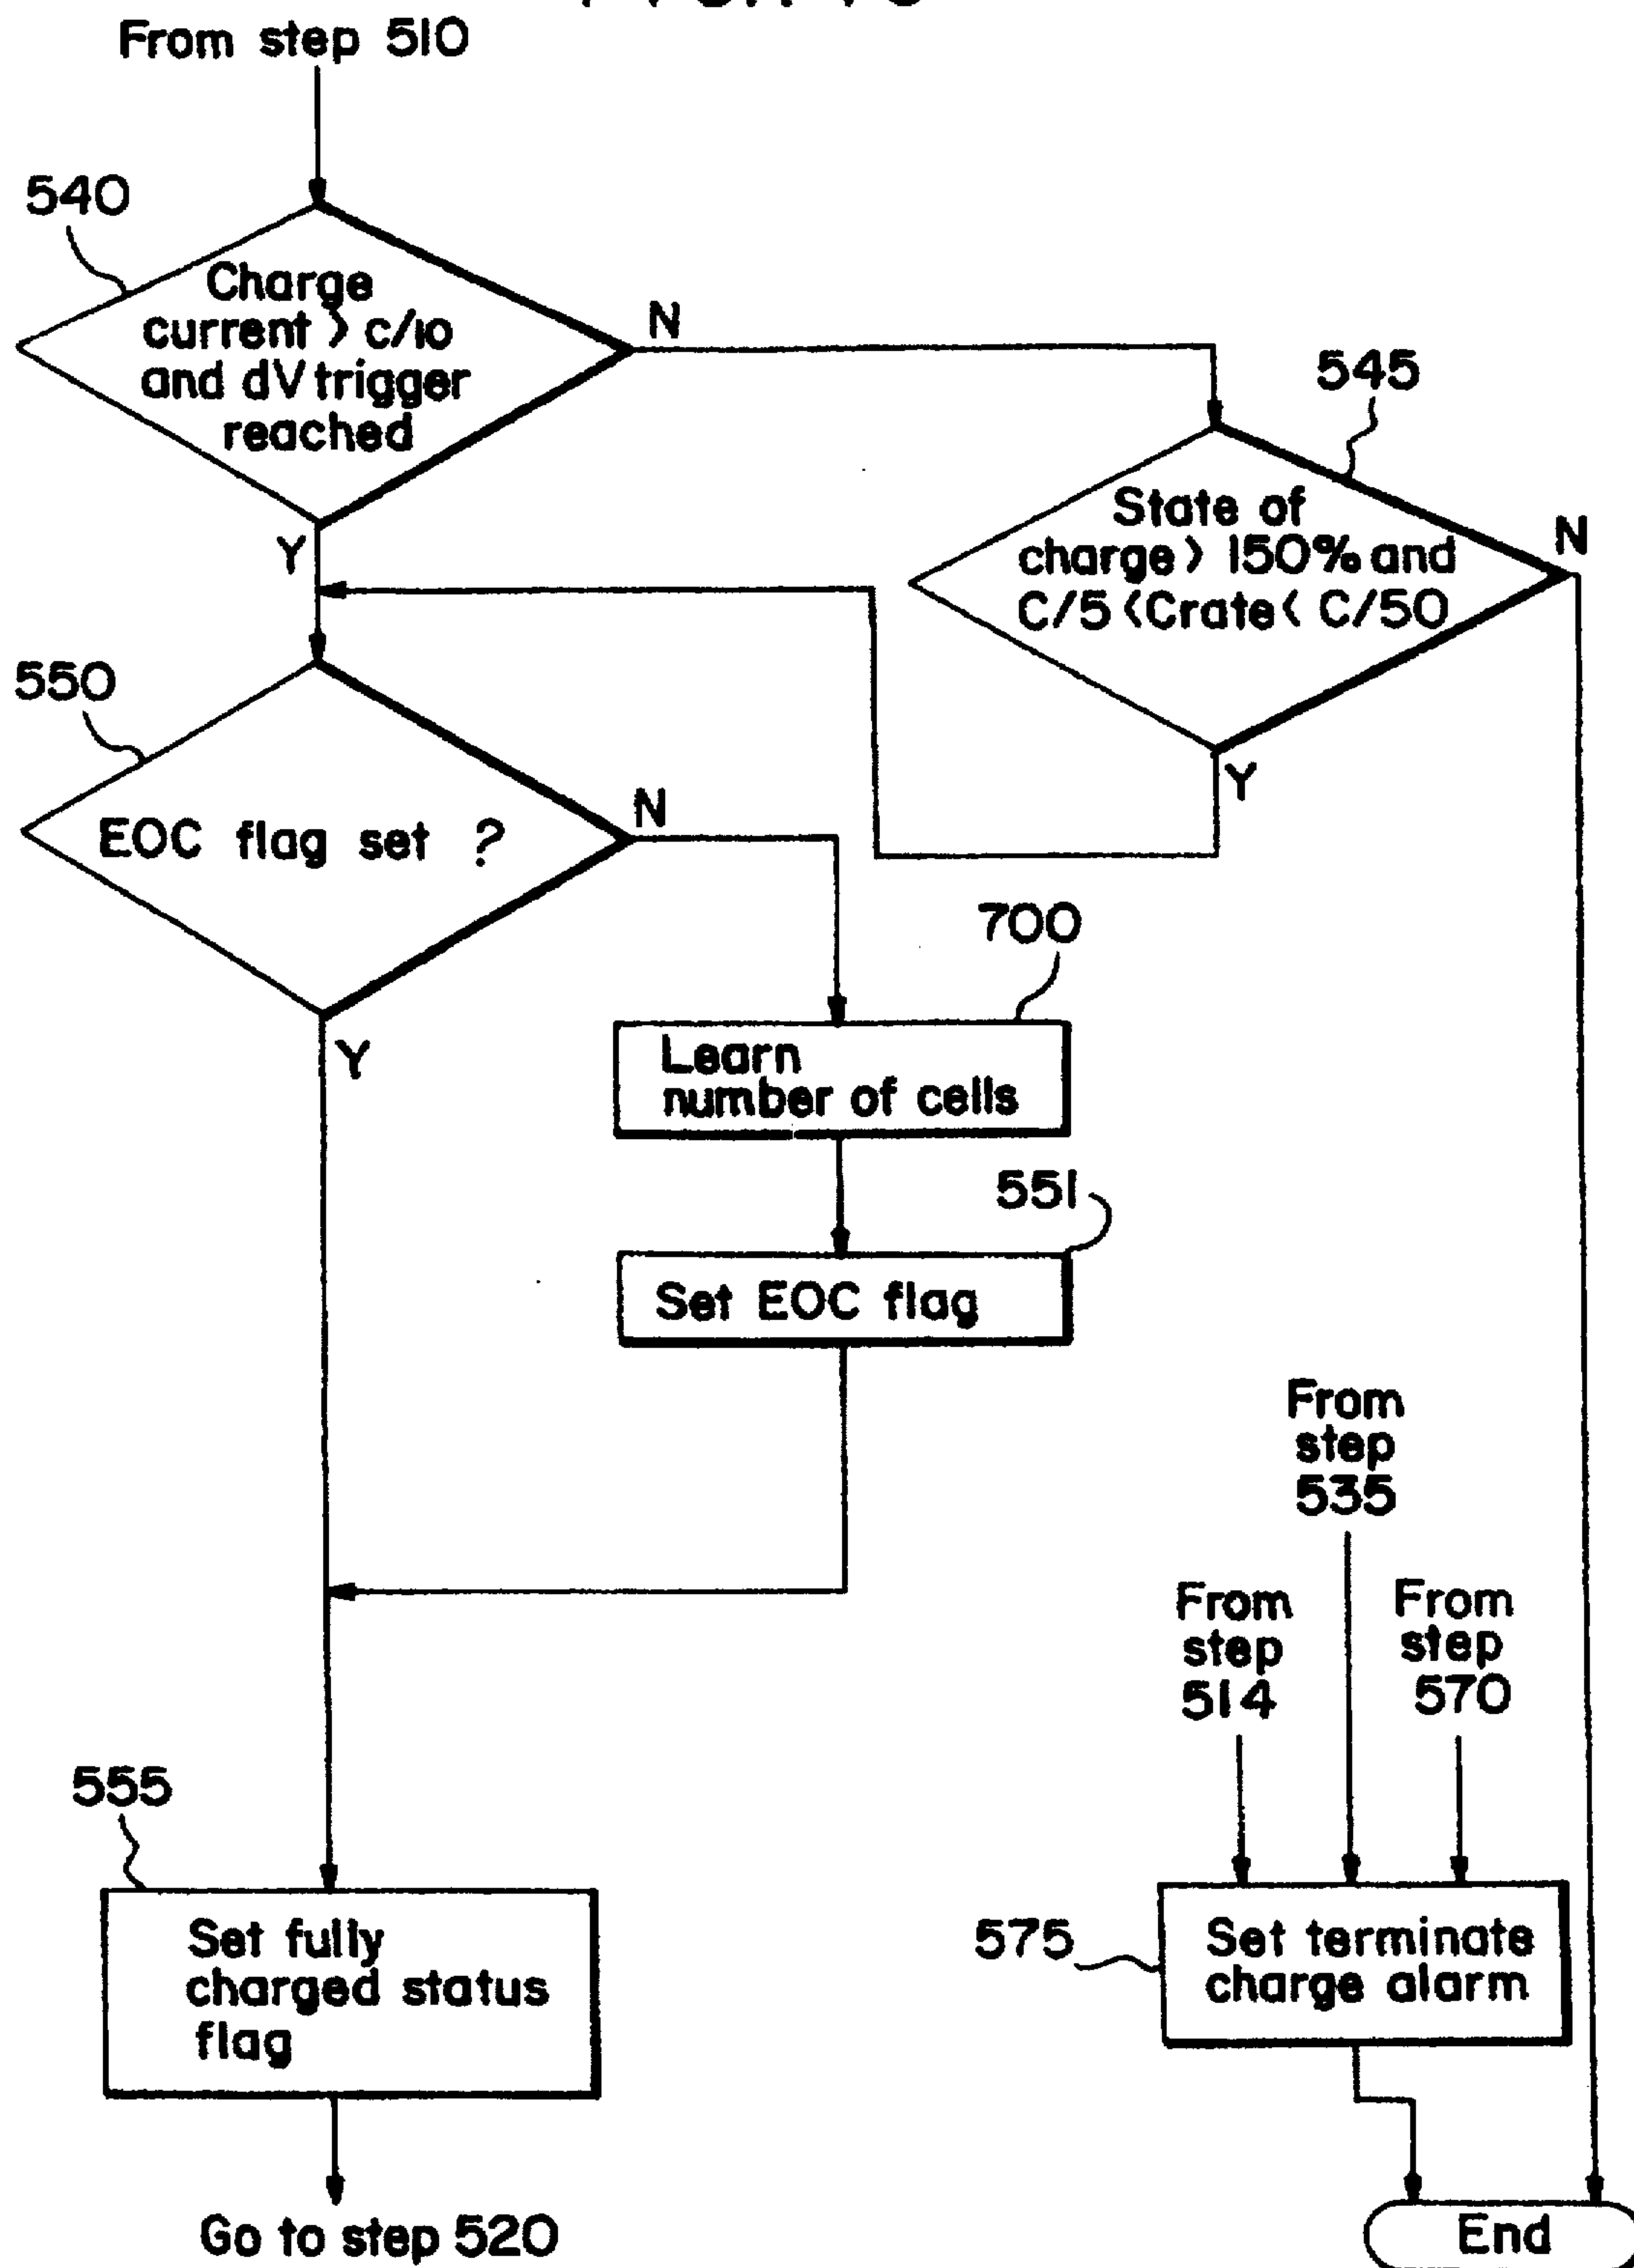 From step 510
540
Charge
current > c/10
and dV trigger
reached
N
Y
545
State of
charge > 150% and
C/5 < Crate < C/50
N
Y
550
EOC flag set ?
N
Y
700
Learn
number of cells
551
Set EOC flag
From
step
535
From
step
514
From
step
570
555
Set fully
charged status
flag
575
Set terminate
charge alarm
Go to step 520
End